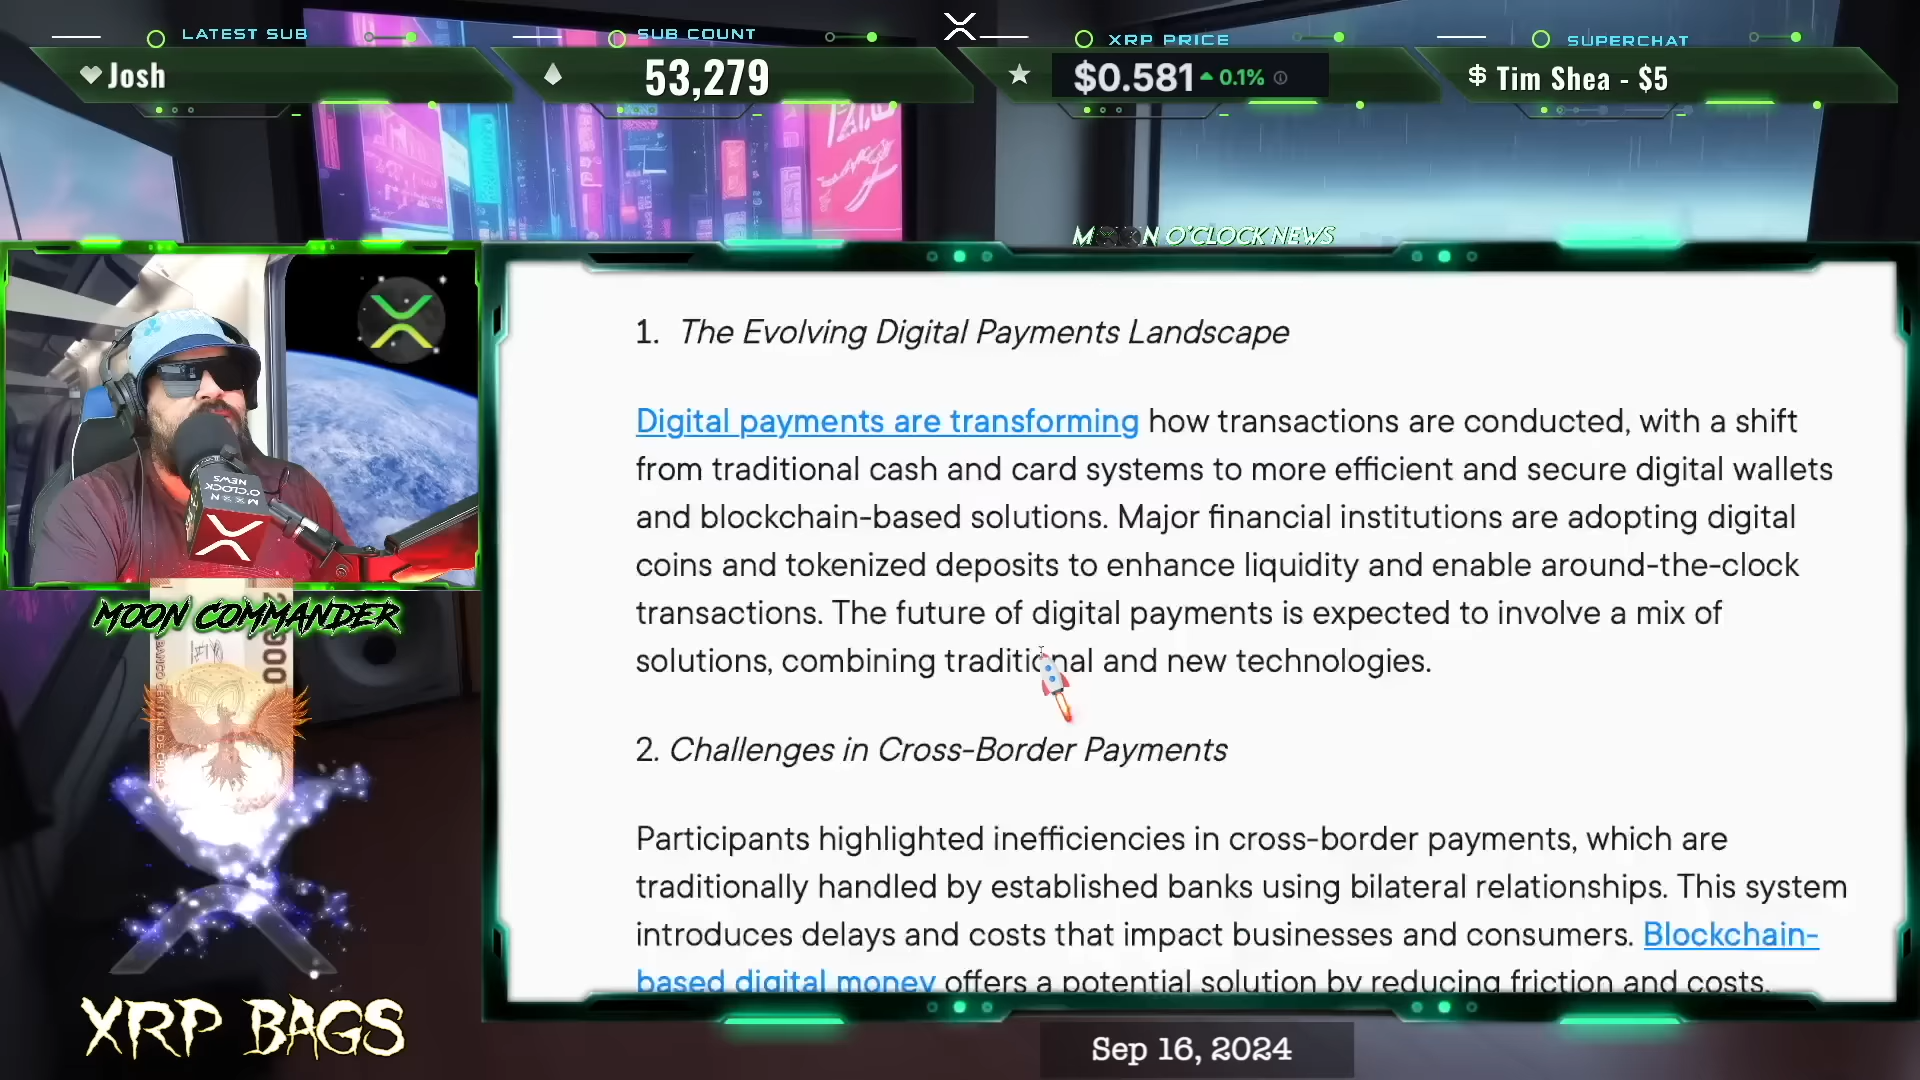 LATEST SUB
SUB COUNT
XRP PRICE
SUPERCHAT
Josh
53,279
$0.581 0.1%
$ Tim Shea - $5
MOON O'CLOCK NEWS
1. The Evolving Digital Payments Landscape
Digital payments are transforming how transactions are conducted, with a shift
from traditional cash and card systems to more efficient and secure digital wallets
and blockchain-based solutions. Major financial institutions are adopting digital
coins and tokenized deposits to enhance liquidity and enable around-the-clock
transactions. The future of digital payments is expected to involve a mix of
solutions, combining traditional and new technologies.
2. Challenges in Cross-Border Payments
Participants highlighted inefficiencies in cross-border payments, which are
traditionally handled by established banks using bilateral relationships. This system
introduces delays and costs that impact businesses and consumers. Blockchain-
based digital money offers a potential solution by reducing friction and costs.
ripple
MOON
O'CLOCK
NEWS
MOON COMMANDER
XRP BAGS
Sep 16, 2024